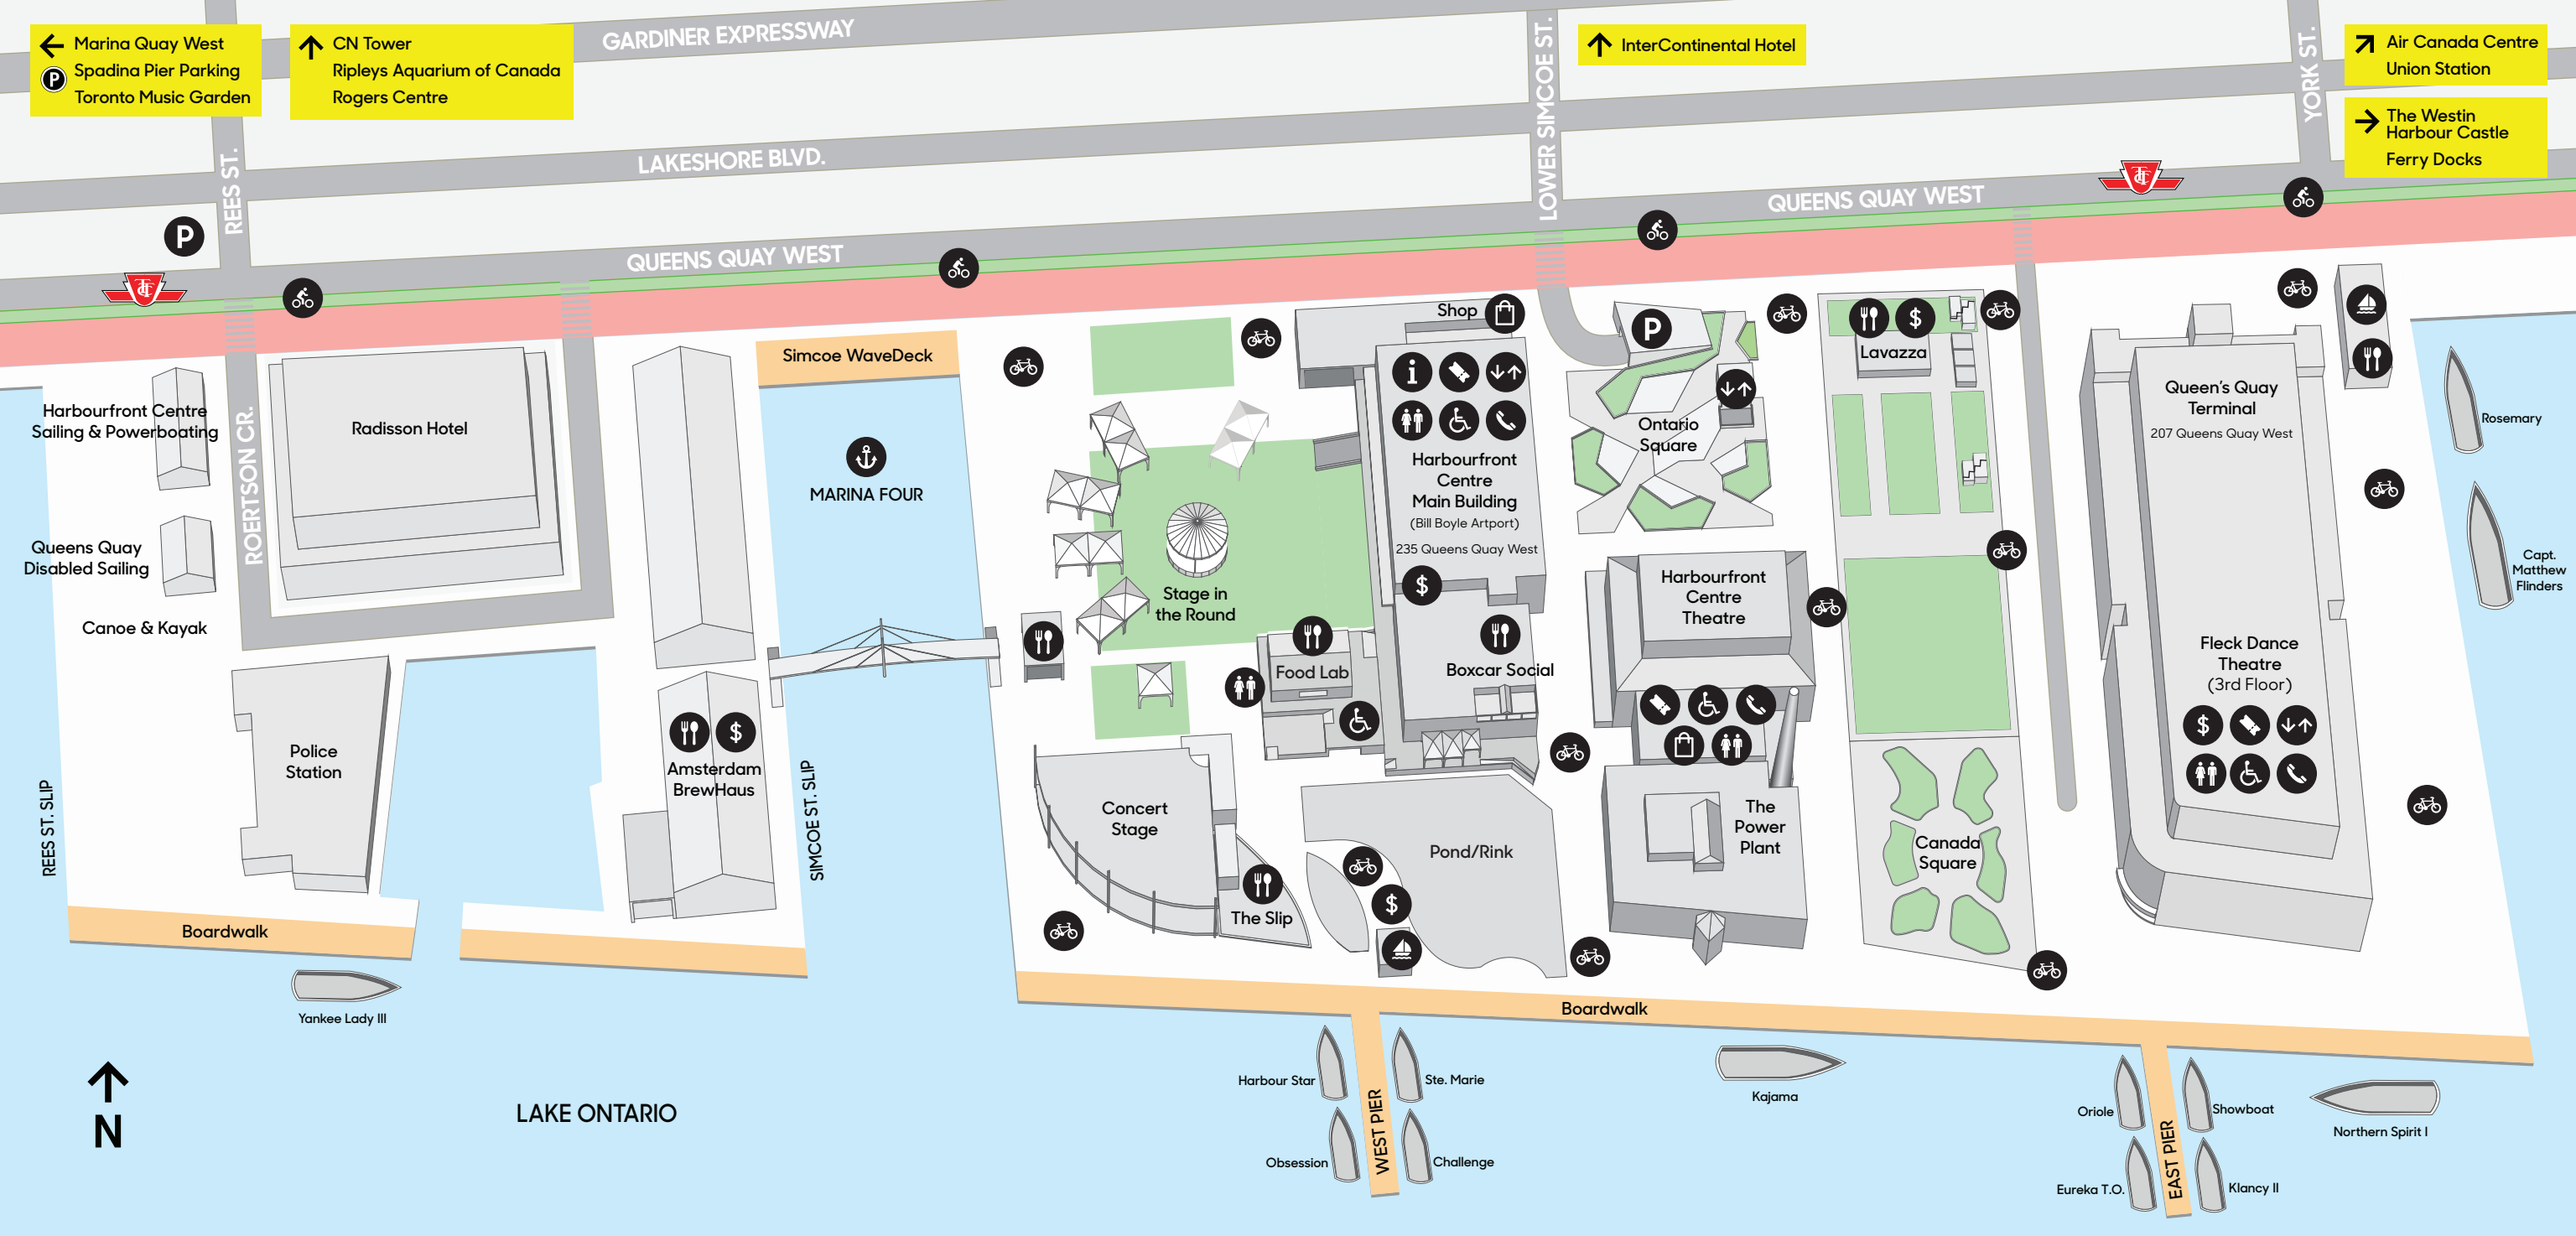 Marina Quay West
P
Spadina Pier Parking
Toronto Music Garden
CN Tower
Ripleys Aquarium of Canada
Rogers Centre
GARDINER EXPRESSWAY
LOWER SIMCOE ST.
InterContinental Hotel
YORK ST.
Air Canada Centre
Union Station
The Westin
Harbour Castle
Ferry Docks
REES ST.
LAKESHORE BLVD.
P
TTC
QUEENS QUAY WEST
QUEENS QUAY WEST
TTC
Harbourfront Centre
Sailing & Powerboating
ROERTSON CR.
Radisson Hotel
Queens Quay
Disabled Sailing
Canoe & Kayak
Simcoe WaveDeck
MARINA FOUR
Shop
P
i
Harbourfront
Centre
Main Building
(Bill Boyle Artport)
235 Queens Quay West
$
Ontario
Square
$
Lavazza
Queen's Quay
Terminal
207 Queens Quay West
Rosemary
Capt.
Matthew
Flinders
Stage in
the Round
Food Lab
Boxcar Social
Harbourfront
Centre
Theatre
Fleck Dance
Theatre
(3rd Floor)
$
Police
Station
REES ST. SLIP
$
Amsterdam
BrewHaus
SIMCOE ST. SLIP
Concert
Stage
The Slip
Pond/Rink
$
The
Power
Plant
Canada
Square
Boardwalk
Boardwalk
Yankee Lady III
N
LAKE ONTARIO
Harbour Star
Ste. Marie
WEST PIER
Obsession
Challenge
Kajama
Oriole
Showboat
EAST PIER
Eureka T.O.
Klancy II
Northern Spirit I